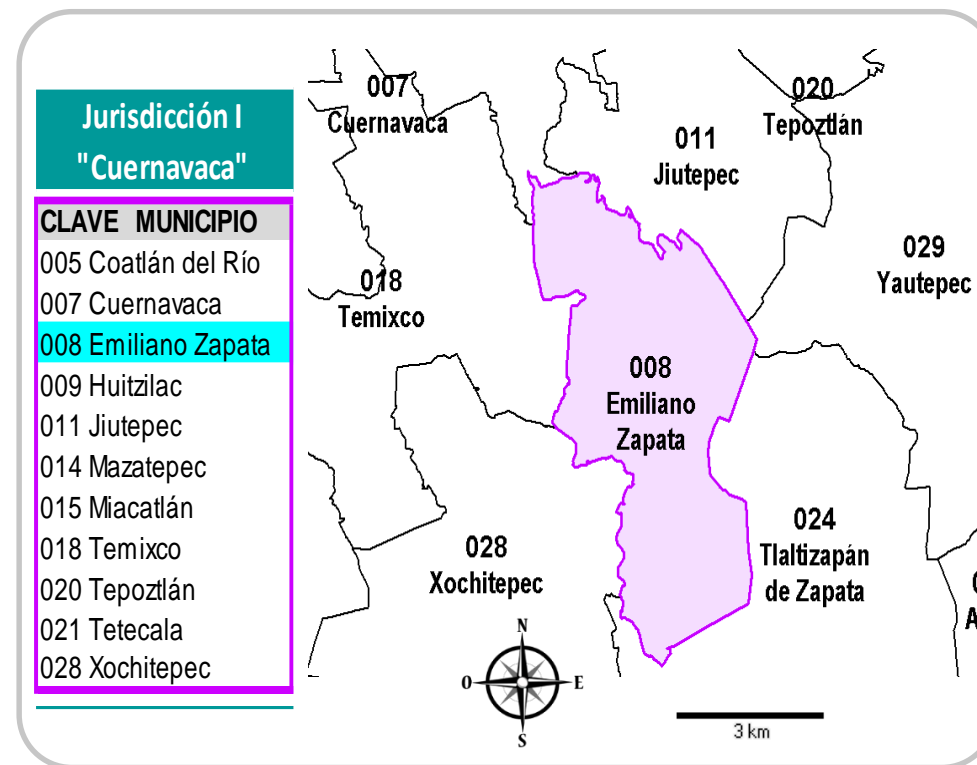 Jurisdicción I
"Cuernavaca"
CLAVE MUNICIPIO
005 Coatlán del Río
007 Cuernavaca
008 Emiliano Zapata
009 Huitzilac
011 Jiutepec
014 Mazatepec
015 Miacatlán
018 Temixco
020 Tepoztlán
021 Tetecala
028 Xochitepec
007
Cuernavaca
020
Tepoztlán
011
Jiutepec
029
Yautepec
018
Temixco
008
Emiliano
Zapata
024
Tlaltizapán
de Zapata
028
Xochitepec
N
O
E
S
3 km